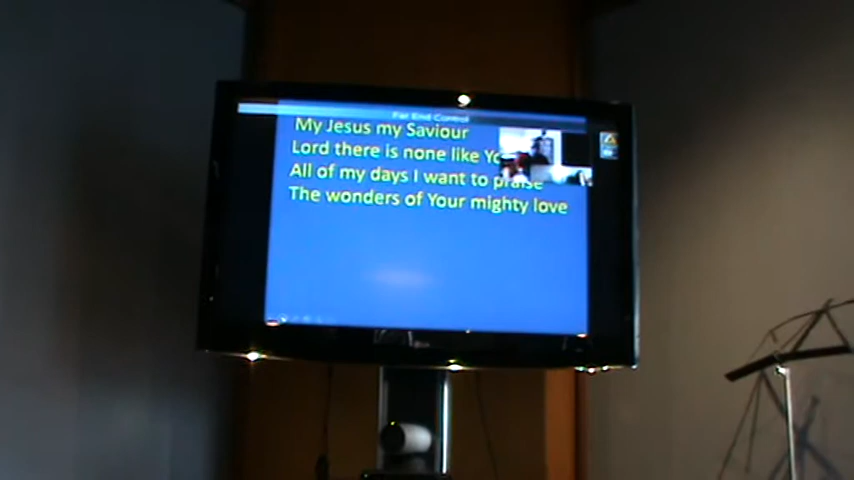 Far End Control
My Jesus my Saviour
Lord there is none like
All of my days I want to praise
The wonders of Your mighty love